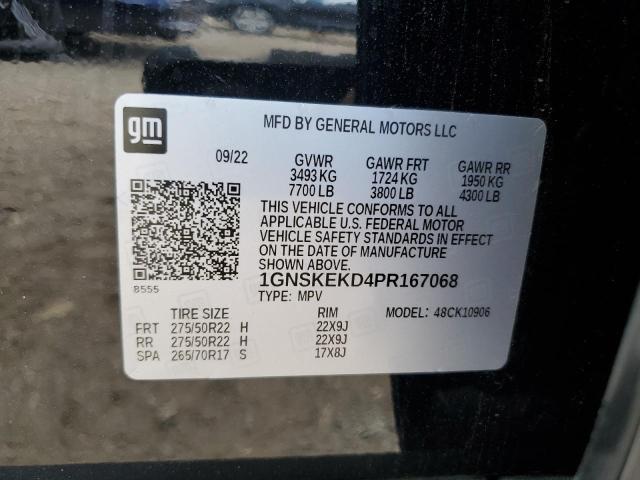 gm
MFD BY GENERAL MOTORS LLC
09/22 GVWR GAWR FRT GAWR RR
3493 KG 1724 KG 1950 KG
7700 LB 3800 LB 4300 LB
THIS VEHICLE CONFORMS TO ALL
APPLICABLE U.S. FEDERAL MOTOR
VEHICLE SAFETY STANDARDS IN EFFECT
ON THE DATE OF MANUFACTURE
SHOWN ABOVE.
8555
1GNSKEKD4PR167068
TYPE: MPV
TIRE SIZE RIM MODEL: 48CK10906
FRT 275/50R22 H 22X9J
RR 275/50R22 H 22X9J
SPA 265/70R17 S 17X8J